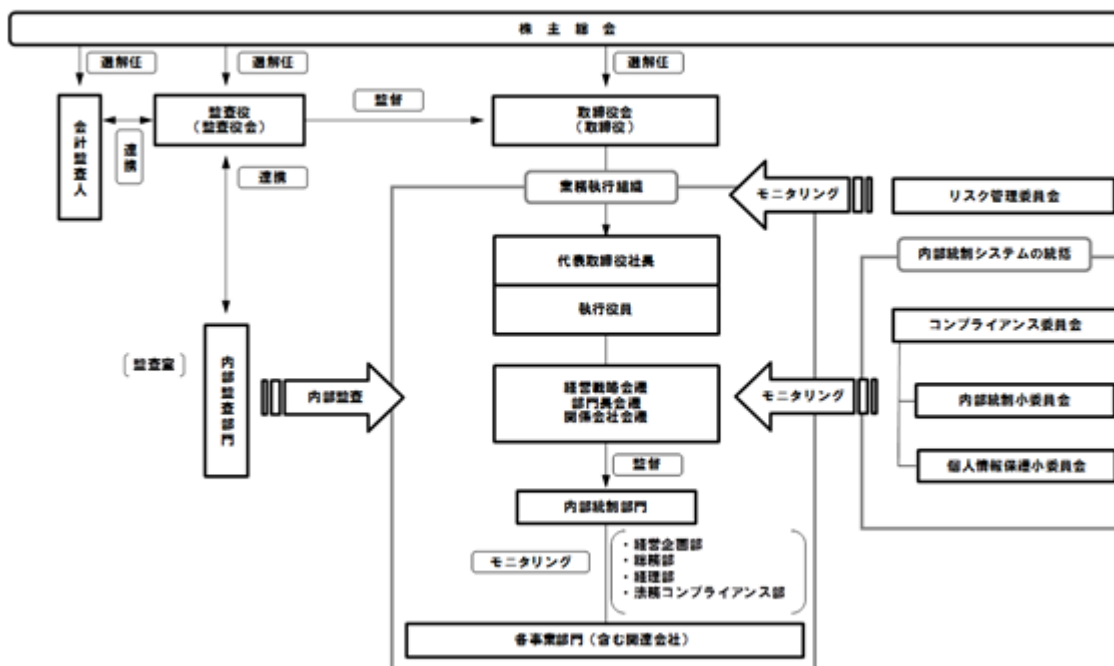 株主総会
選解任
選解任
選解任
会計監査人
連携
監査役
(監査役会)
監督
取締役会
(取締役)
連携
業務執行組織
モニタリング
リスク管理委員会
内部統制システムの統括
代表取締役社長
執行役員
コンプライアンス委員会
[監査室]
内部監査部門
内部監査
経営戦略会議
部門長会議
関係会社会議
モニタリング
内部統制小委員会
個人情報保護小委員会
監督
内部統制部門
モニタリング
・経営企画部
・総務部
・経理部
・法務コンプライアンス部
各事業部門(含む関連会社)